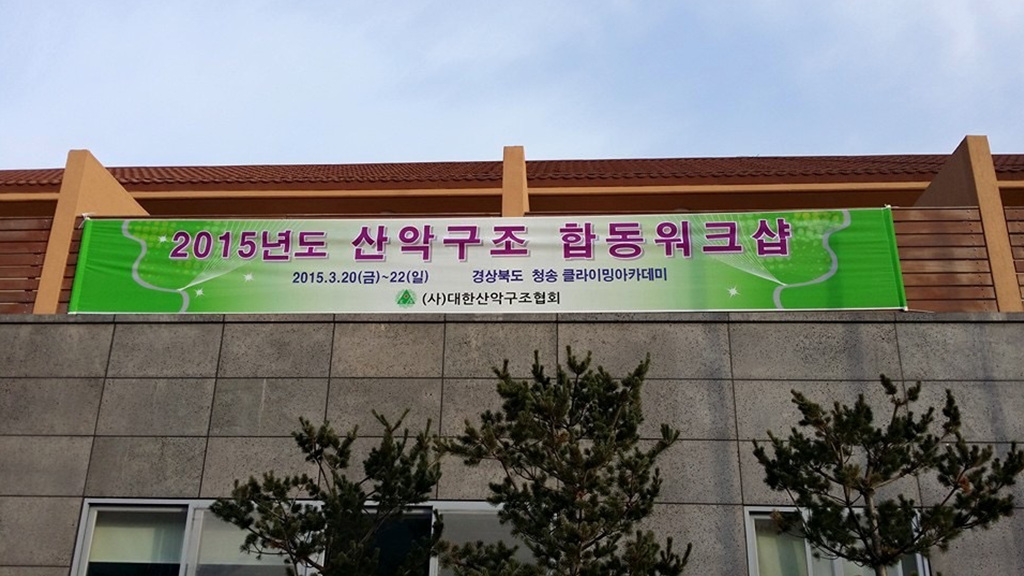 2015년도 산악구조 합동워크샵
2015.3.20(금)~22(일) 경상북도 청송 클라이밍아카데미
(사)대한산악구조협회